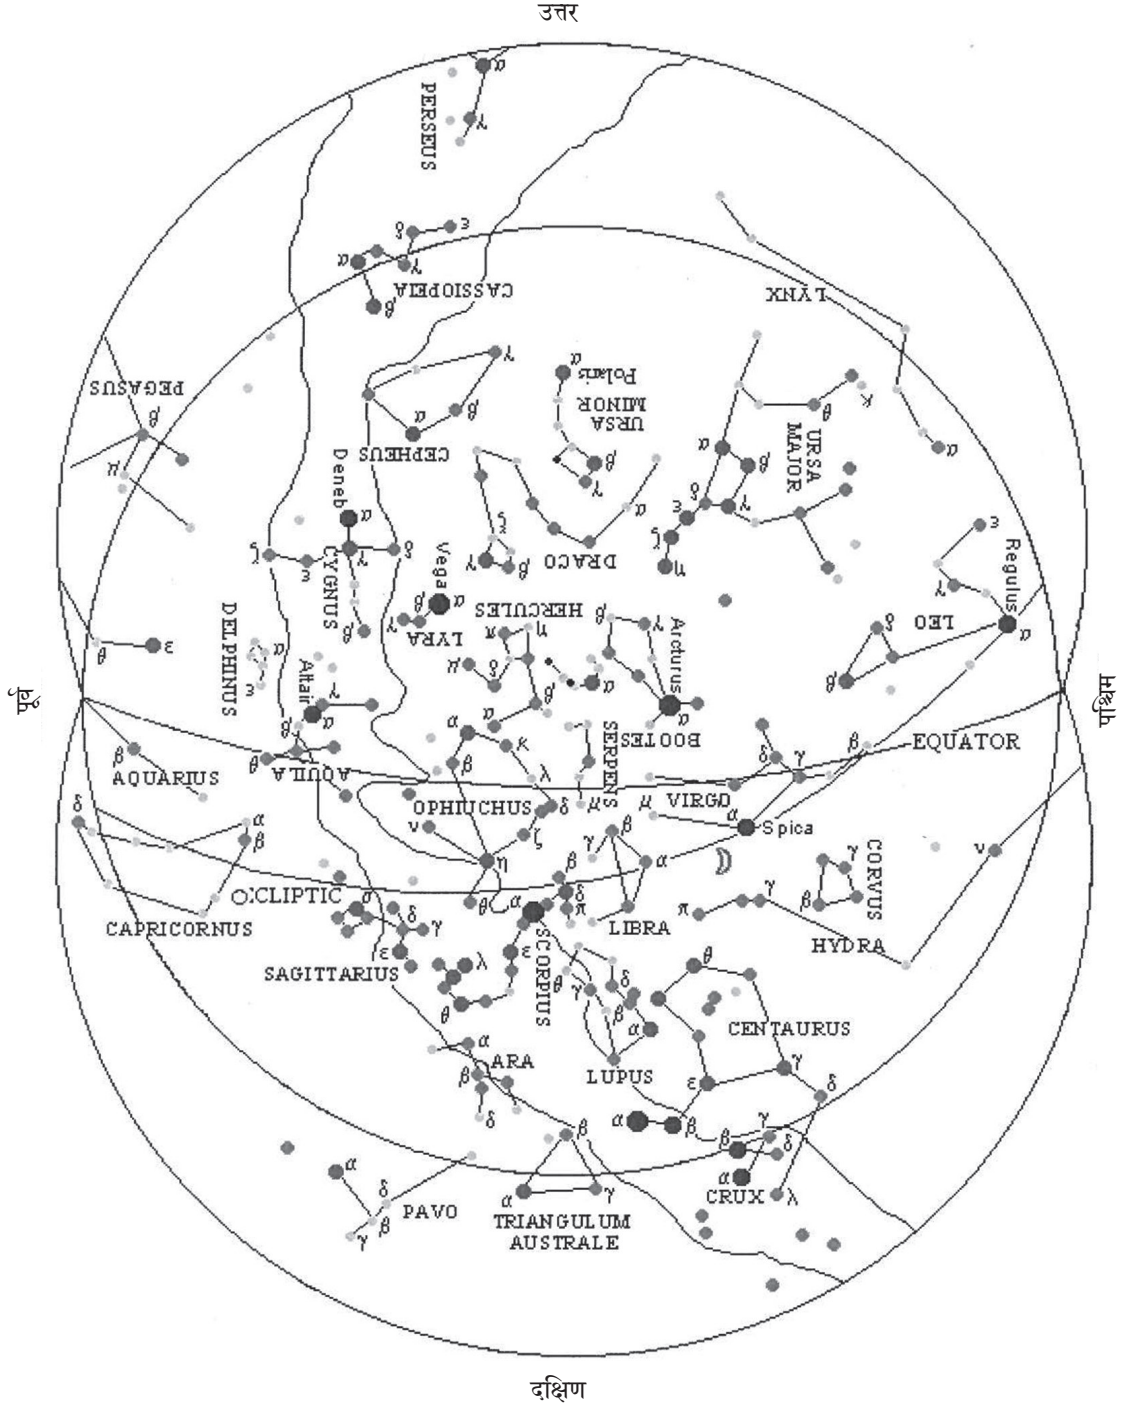 उत्तर
α
γ
PERSEUS
δ ε
α γ
CASSIOPEIA
β
LYNX
PEGASUS
β
μ
γ
α β
CEPHEUS
α
Polaris
URSA
MINOR
β
γ
θ κ
URSA
MAJOR
α β
δ γ
ε
ζ
η
α
Deneb
α
ζ ε γ δ
CYGNUS
β
ζ
γ β
DRACO
α
Vega
α
β
γ
LYRA
HERCULES
π η
μ δ
β
α
β γ
Arcturus
α
α
BOOTES
ε
γ
Regulus
α
LEO
δ
β
θ ε
DELPHINUS
α
ε
Altair
γ
α
β
θ
AQUILA
पूर्व
पश्चिम
β
AQUARIUS
α
β
κ
λ
OPHIUCHUS δ
ν
ζ
η
θ
SERPENS
μ
EQUATOR
β
δ γ
VIRGO
μ
α
Spica
δ
α
β
CAPRICORNUS
ECLIPTIC
β
γ
α
LIBRA
CORVUS
γ
β
ν
π γ
HYDRA
σ
δ
γ
ε
SAGITTARIUS
β
δ
π
α
SCORPIUS
ε
λ
θ
θ
γ
δ
β
α
LUPUS
θ
CENTAURUS
ε γ
δ
α β
α
ARA
β
δ
γ
β δ
α
CRUX λ
β
α γ
TRIANGULUM
AUSTRALE
α
δ
PAVO
β
γ
दक्षिण